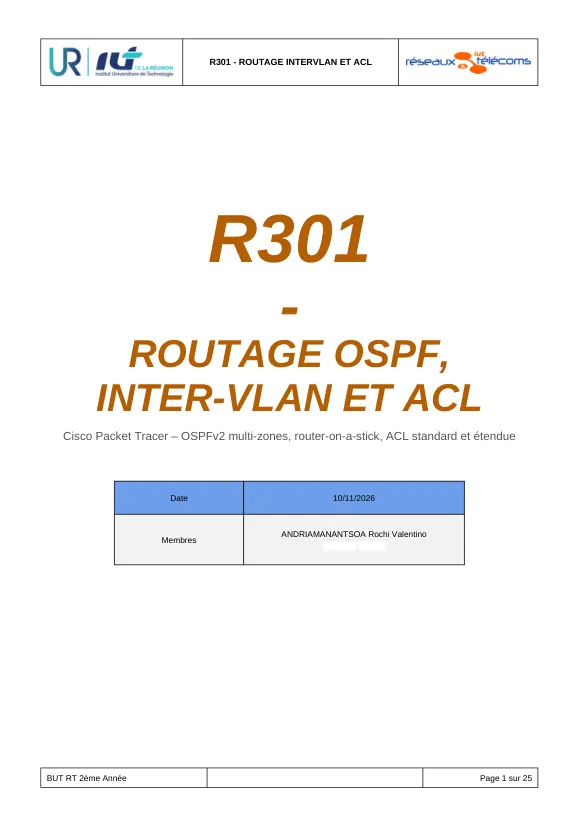 UR
iut
DE LA RÉUNION
Institut Universitaire de Technologie
R301 - ROUTAGE INTERVLAN ET ACL
iut
réseaux & télécoms
R301
-
ROUTAGE OSPF,
INTER-VLAN ET ACL
Cisco Packet Tracer – OSPFv2 multi-zones, router-on-a-stick, ACL standard et étendue
Date 10/11/2026
Membres ANDRIAMANANTSOA Rochi Valentino
BUT RT 2ème Année Page 1 sur 25